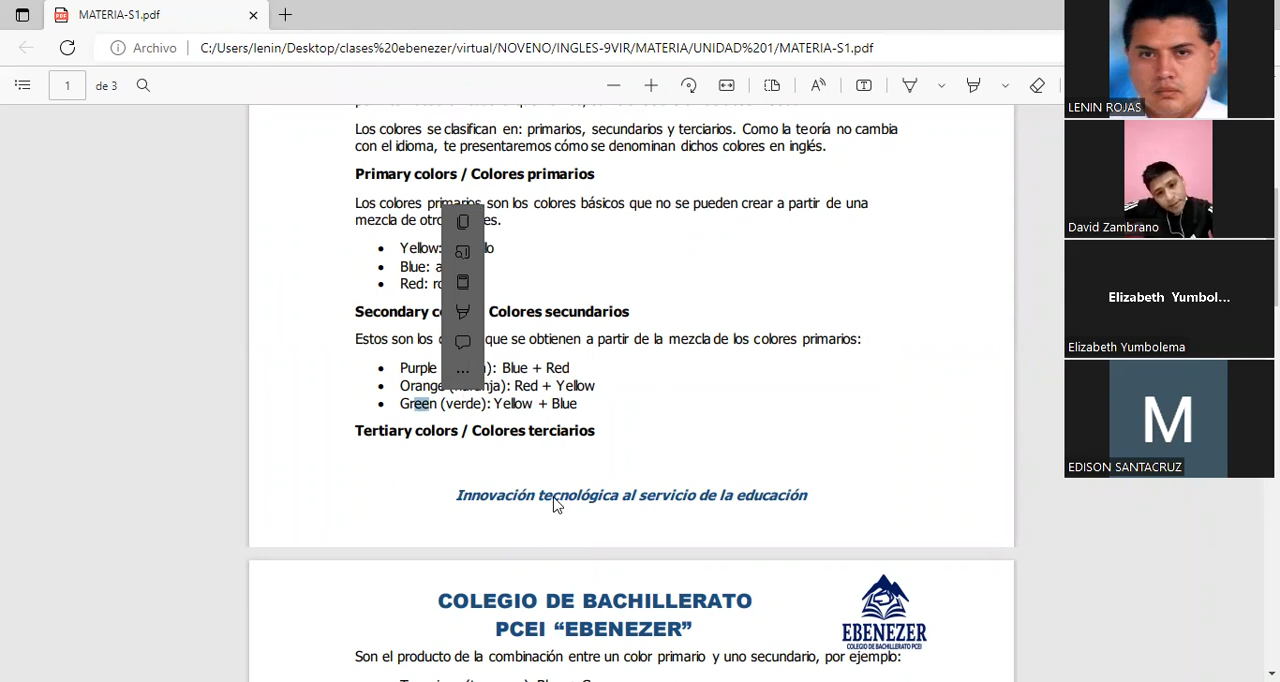 MATERIA-S1.pdf
Archivo
C:/Users/lenin/Desktop/clases%20ebenezer/virtual/NOVENO/INGLES-9VIR/MATERIA/UNIDAD%201/MATERIA-S1.pdf
1 de 3
Los colores se clasifican en: primarios, secundarios y terciarios. Como la teoría no cambia
con el idioma, te presentaremos cómo se denominan dichos colores en inglés.
Primary colors / Colores primarios
Los colores primarios son los colores básicos que no se pueden crear a partir de una
mezcla de
Yellow:
Blue:
Red:
Secondary Colores secundarios
Estos son los que se obtienen a partir de la mezcla de los colores primarios:
Purple Blue + Red
Orange (naranja): Red + Yellow
Green (verde): Yellow + Blue
Tertiary colors / Colores terciarios
Innovación tecnológica al servicio de la educación
COLEGIO DE BACHILLERATO
PCEI “EBENEZER”
EBENEZER
COLEGIO DE BACHILLERATO PCEI
Son el producto de la combinación entre un color primario y uno secundario, por ejemplo:
LENIN ROJAS
David Zambrano
Elizabeth Yumbol...
Elizabeth Yumbolema
M
EDISON SANTACRUZ